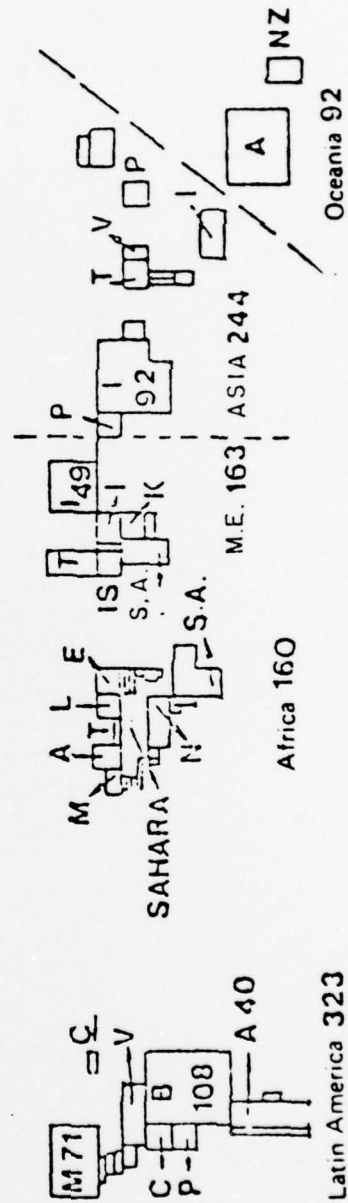 M 71
C
V
B
108
C
P
A 40
Latin America 323
M
A
T
L
E
SAHARA
N
S.A.
Africa 160
T
I 49
IS
I
K
S.A.
M.E. 163
P
I
92
ASIA 244
T
V
P
I
A
NZ
Oceania 92